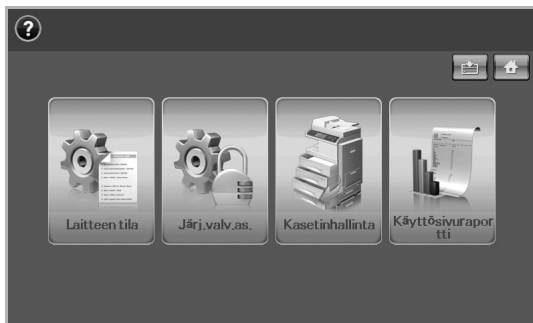 ?
Laitteen tila
Järj.valv.as.
Kasetinhallinta
Käyttösivurapor
tti